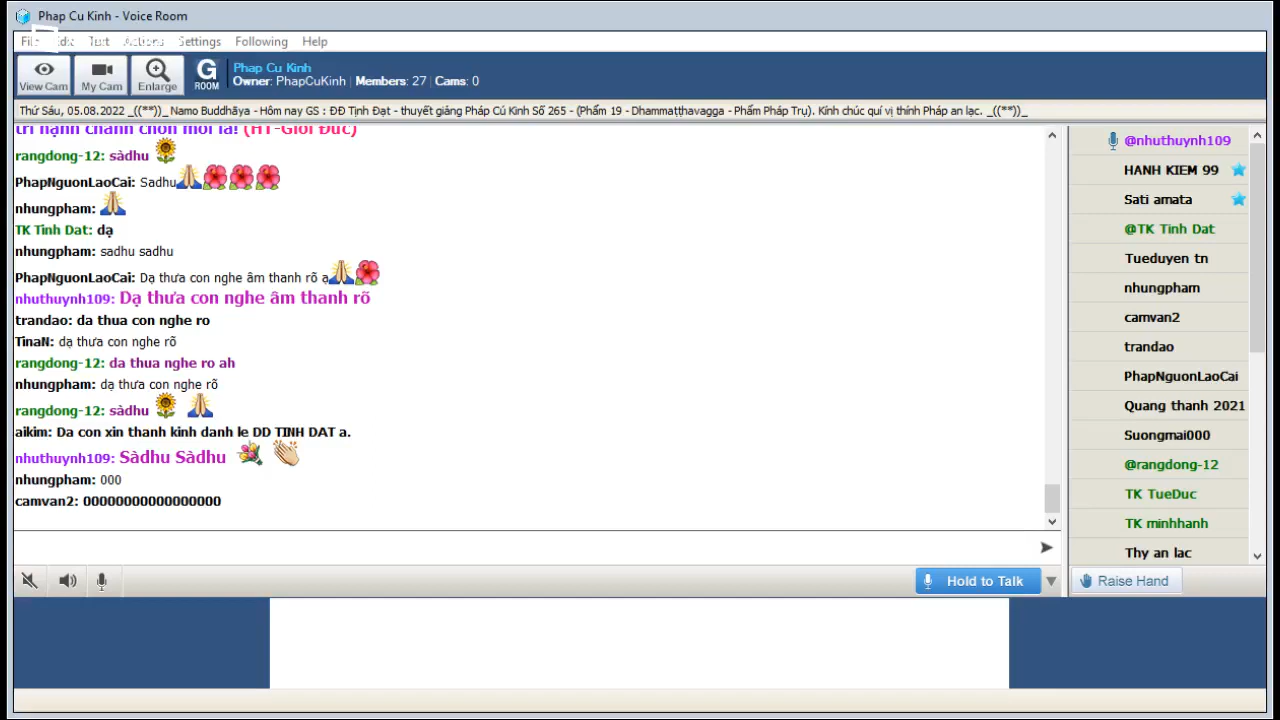 Phap Cu Kinh - Voice Room
File Edit Text Actions Settings Following Help
View Cam My Cam Enlarge G ROOM
Phap Cu Kinh
Owner: PhapCuKinh | Members: 27 | Cams: 0
Thứ Sáu, 05.08.2022 _((**))_ Namo Buddhāya - Hôm nay GS : ĐĐ Tịnh Đạt - thuyết giảng Pháp Cú Kinh Số 265 - (Phẩm 19 - Dhammaṭṭhavagga - Phẩm Pháp Trụ). Kính chúc quí vị thính Pháp an lạc. _((**))_
(HT-Giới Đức)
rangdong-12: sàdhu
PhapNguonLaoCai: Sadhu
nhungpham:
TK Tinh Dat: dạ
nhungpham: sadhu sadhu
PhapNguonLaoCai: Dạ thưa con nghe âm thanh rõ ạ
nhuthuynh109: Dạ thưa con nghe âm thanh rõ
trandao: da thua con nghe ro
TinaN: dạ thưa con nghe rõ
rangdong-12: da thua nghe ro ah
nhungpham: dạ thưa con nghe rõ
rangdong-12: sàdhu
aikim: Da con xin thanh kinh danh le DD TINH DAT a.
nhuthuynh109: Sàdhu Sàdhu
nhungpham: 000
camvan2: 00000000000000000
@nhuthuynh109
HANH KIEM 99
Sati amata
@TK Tinh Dat
Tueduyen tn
nhungpham
camvan2
trandao
PhapNguonLaoCai
Quang thanh 2021
Suongmai000
@rangdong-12
TK TueDuc
TK minhhanh
Thy an lac
Hold to Talk
Raise Hand